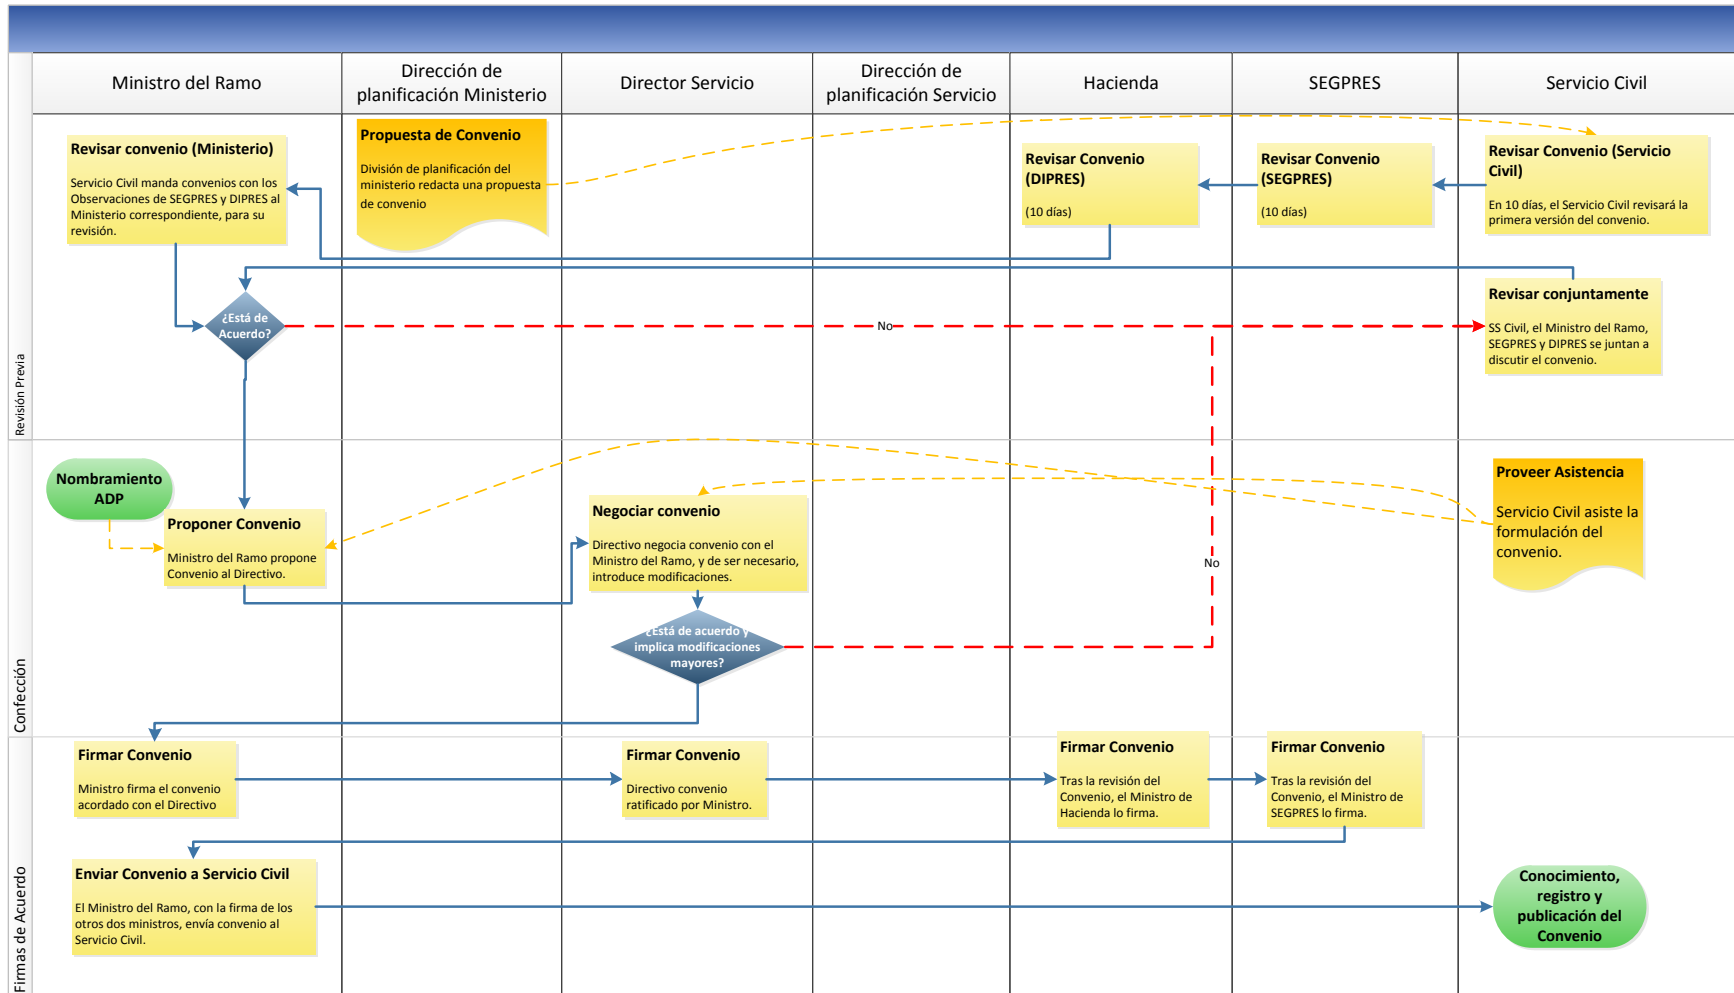 Ministro del Ramo
Dirección de
planificación Ministerio
Director Servicio
Dirección de
planificación Servicio
Hacienda
SEGPRES
Servicio Civil
Revisión Previa
Revisar convenio (Ministerio)
Servicio Civil manda convenios con los
Observaciones de SEGPRES y DIPRES al
Ministerio correspondiente, para su
revisión.
Propuesta de Convenio
División de planificación del
ministerio redacta una propuesta
de convenio
Revisar Convenio
(DIPRES)
(10 días)
Revisar Convenio
(SEGPRES)
(10 días)
Revisar Convenio (Servicio
Civil)
En 10 días, el Servicio Civil revisará la
primera versión del convenio.
¿Está de
Acuerdo?
No
Revisar conjuntamente
SS Civil, el Ministro del Ramo,
SEGPRES y DIPRES se juntan a
discutir el convenio.
Confección
Nombramiento
ADP
Proponer Convenio
Ministro del Ramo propone
Convenio al Directivo.
Negociar convenio
Directivo negocia convenio con el
Ministro del Ramo, y de ser necesario,
introduce modificaciones.
¿Está de acuerdo y
implica modificaciones
mayores?
No
Proveer Asistencia
Servicio Civil asiste la
formulación del
convenio.
Firmas de Acuerdo
Firmar Convenio
Ministro firma el convenio
acordado con el Directivo
Firmar Convenio
Directivo convenio
ratificado por Ministro.
Firmar Convenio
Tras la revisión del
Convenio, el Ministro de
Hacienda lo firma.
Firmar Convenio
Tras la revisión del
Convenio, el Ministro de
SEGPRES lo firma.
Enviar Convenio a Servicio Civil
El Ministro del Ramo, con la firma de los
otros dos ministros, envía convenio al
Servicio Civil.
Conocimiento,
registro y
publicación del
Convenio